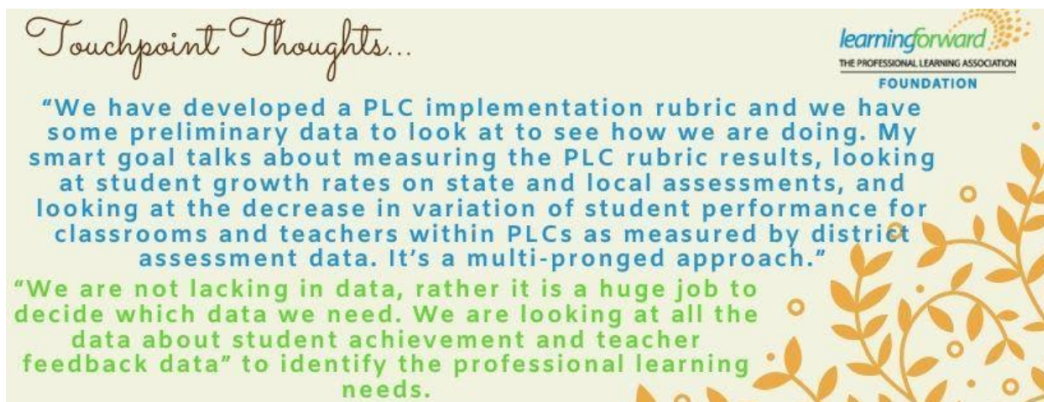 Touchpoint Thoughts...
learningforward
THE PROFESSIONAL LEARNING ASSOCIATION
FOUNDATION
“We have developed a PLC implementation rubric and we have
some preliminary data to look at to see how we are doing. My
smart goal talks about measuring the PLC rubric results, looking
at student growth rates on state and local assessments, and
looking at the decrease in variation of student performance for
classrooms and teachers within PLCs as measured by district
assessment data. It’s a multi-pronged approach.”
“We are not lacking in data, rather it is a huge job to
decide which data we need. We are looking at all the
data about student achievement and teacher
feedback data” to identify the professional learning
needs.